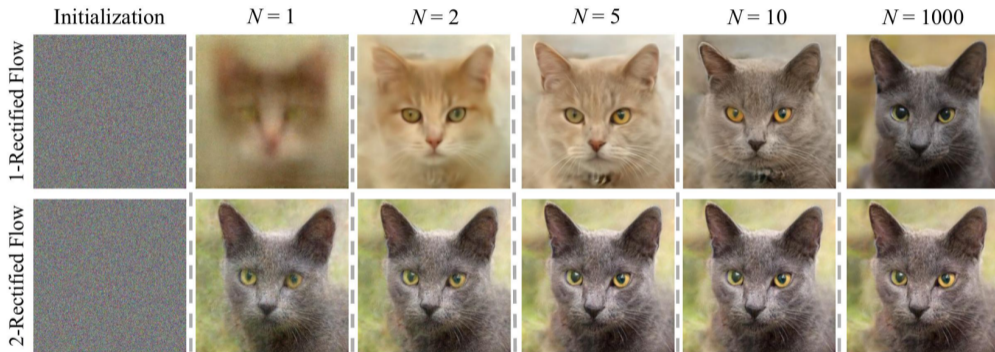 Initialization N = 1 N = 2 N = 5 N = 10 N = 1000
1-Rectified Flow
2-Rectified Flow